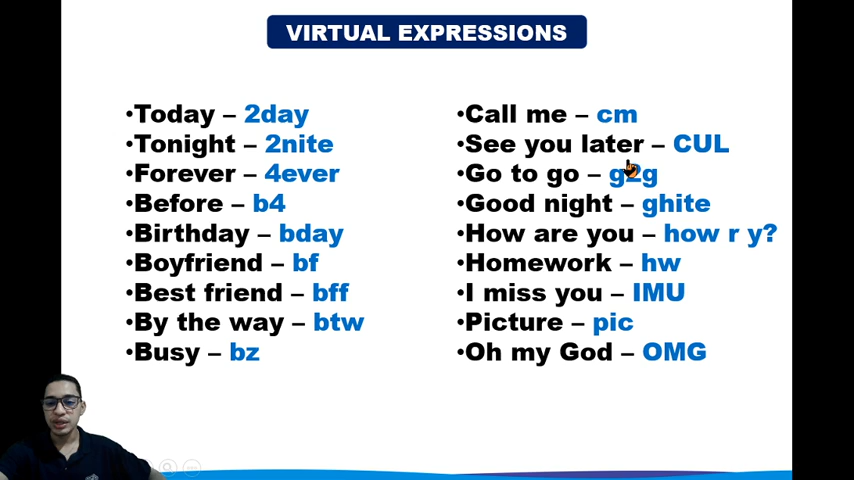 VIRTUAL EXPRESSIONS
•Today – 2day
•Tonight – 2nite
•Forever – 4ever
•Before – b4
•Birthday – bday
•Boyfriend – bf
•Best friend – bff
•By the way – btw
•Busy – bz
•Call me – cm
•See you later – CUL
•Go to go – g2g
•Good night – ghite
•How are you – how r y?
•Homework – hw
•I miss you – IMU
•Picture – pic
•Oh my God – OMG